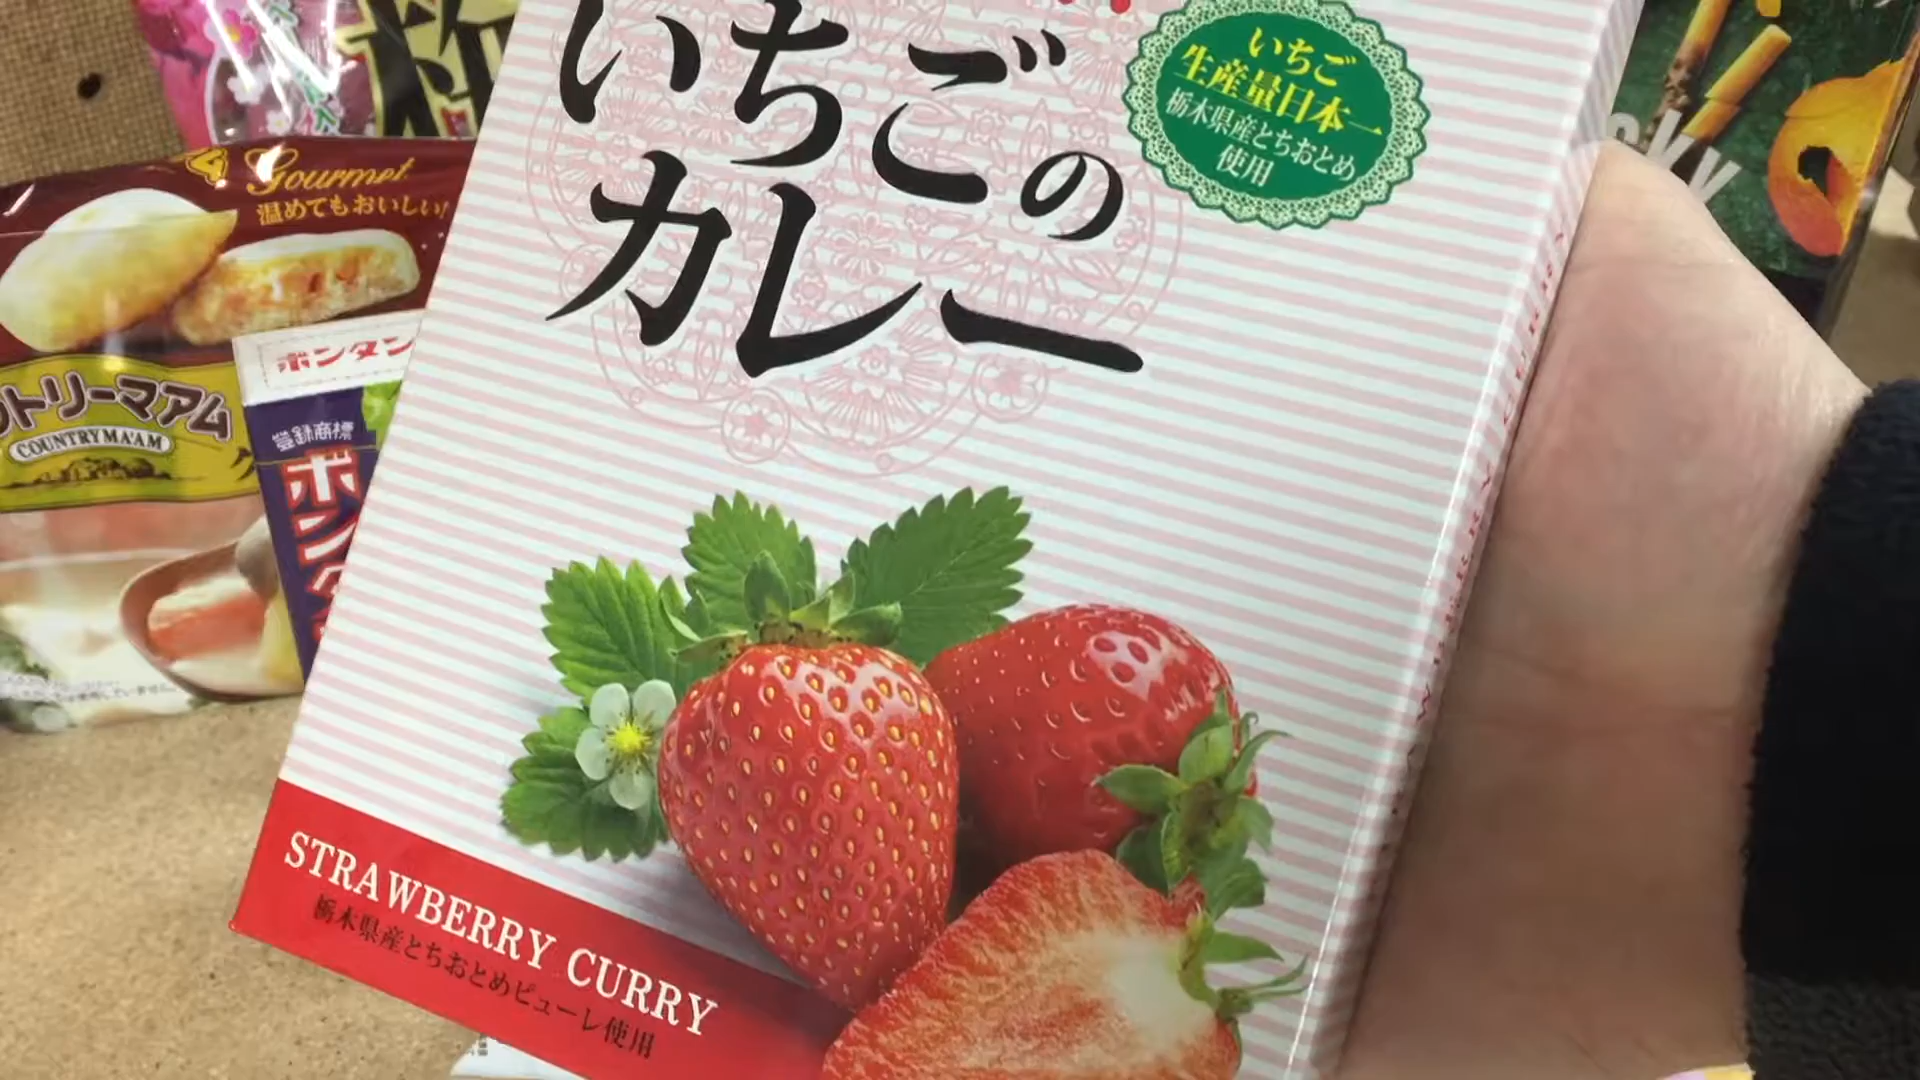 いちごの
カレー
いちご
生産量日本一
栃木県産とちおとめ
使用
STRAWBERRY CURRY
栃木県産とちおとめピューレ使用
Gourmet
温めてもおいしい!
トリーマアム
COUNTRY MA'AM
ボンタン
登録商標
ボンタ